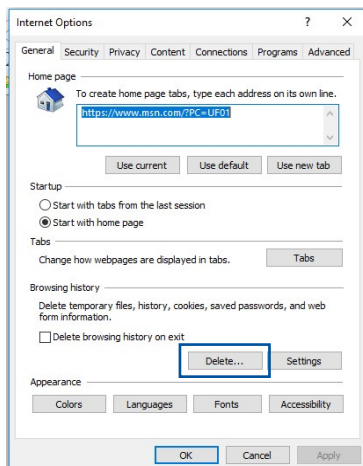 Internet Options
? X
General Security Privacy Content Connections Programs Advanced
Home page
To create home page tabs, type each address on its own line.
https://www.msn.com/?PC=UF01
Use current Use default Use new tab
Startup
Start with tabs from the last session
Start with home page
Tabs
Change how webpages are displayed in tabs. Tabs
Browsing history
Delete temporary files, history, cookies, saved passwords, and web
form information.
Delete browsing history on exit
Delete... Settings
Appearance
Colors Languages Fonts Accessibility
OK Cancel Apply